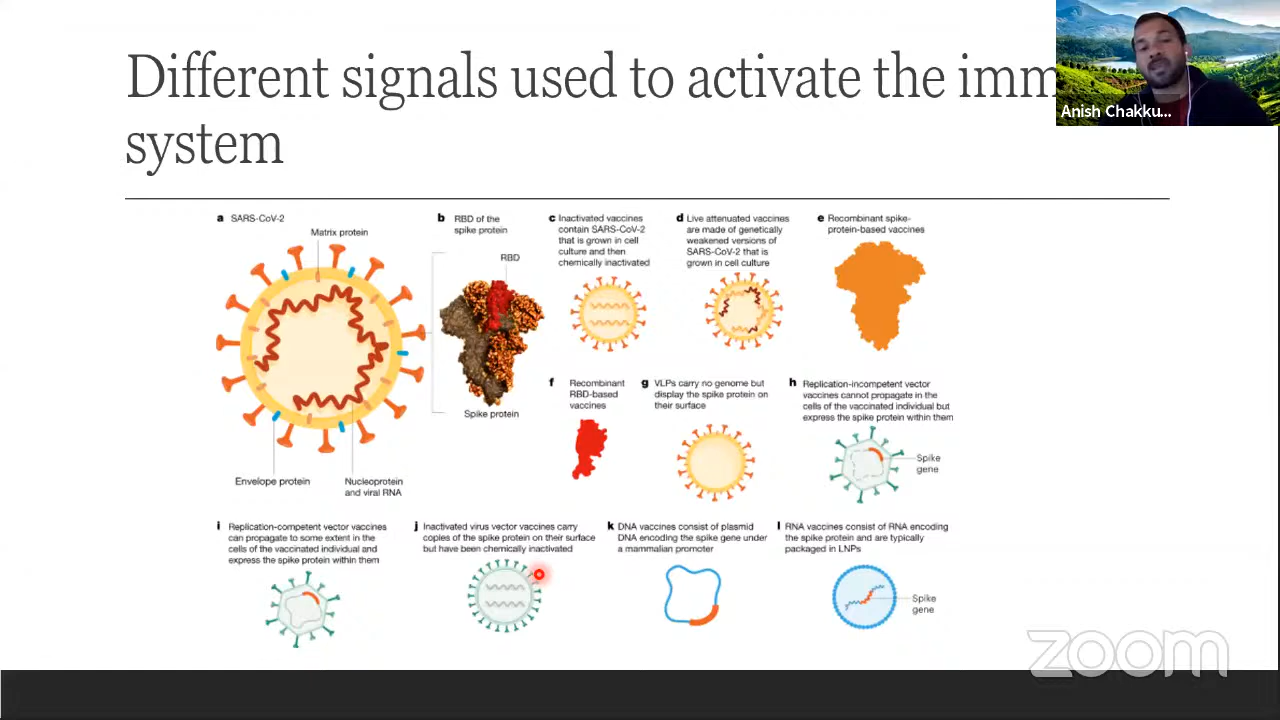 Different signals used to activate the imm
system
Anish Chakku...
a SARS-CoV-2
Matrix protein
Envelope protein
Nucleoprotein
and viral RNA
b RBD of the
spike protein
RBD
Spike protein
c Inactivated vaccines
contain SARS-CoV-2
that is grown in cell
culture and then
chemically inactivated
d Live attenuated vaccines
are made of genetically
weakened versions of
SARS-CoV-2 that is
grown in cell culture
e Recombinant spike-
protein-based vaccines
f Recombinant
RBD-based
vaccines
g VLPs carry no genome but
display the spike protein on
their surface
h Replication-incompetent vector
vaccines cannot propagate in the
cells of the vaccinated individual but
express the spike protein within them
Spike
gene
i Replication-competent vector vaccines
can propagate to some extent in the
cells of the vaccinated individual and
express the spike protein within them
j Inactivated virus vector vaccines carry
copies of the spike protein on their surface
but have been chemically inactivated
k DNA vaccines consist of plasmid
DNA encoding the spike gene under
a mammalian promoter
l RNA vaccines consist of RNA encoding
the spike protein and are typically
packaged in LNPs
Spike
gene
zoom